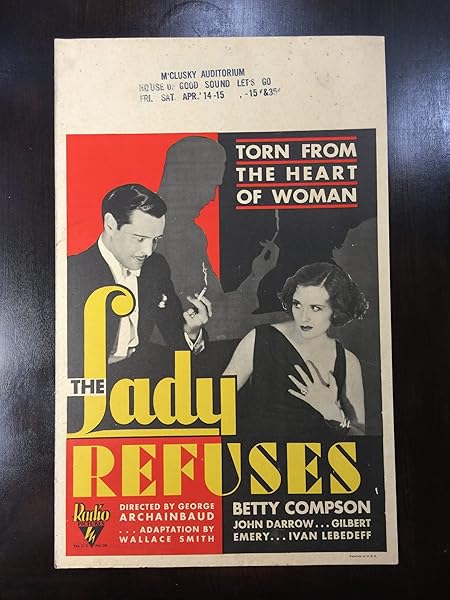 M'CLUSKY AUDITORIUM
HOUSE OF GOOD SOUND LET'S GO
FRI. SAT. APR. 14-15 , -15¢&35¢
TORN FROM
THE HEART
OF WOMAN
THE Lady
REFUSES
Radio
PICTURES
DIRECTED BY GEORGE
ARCHAINBAUD
... ADAPTATION BY
WALLACE SMITH
BETTY COMPSON
JOHN DARROW...GILBERT
EMERY...IVAN LEBEDEFF